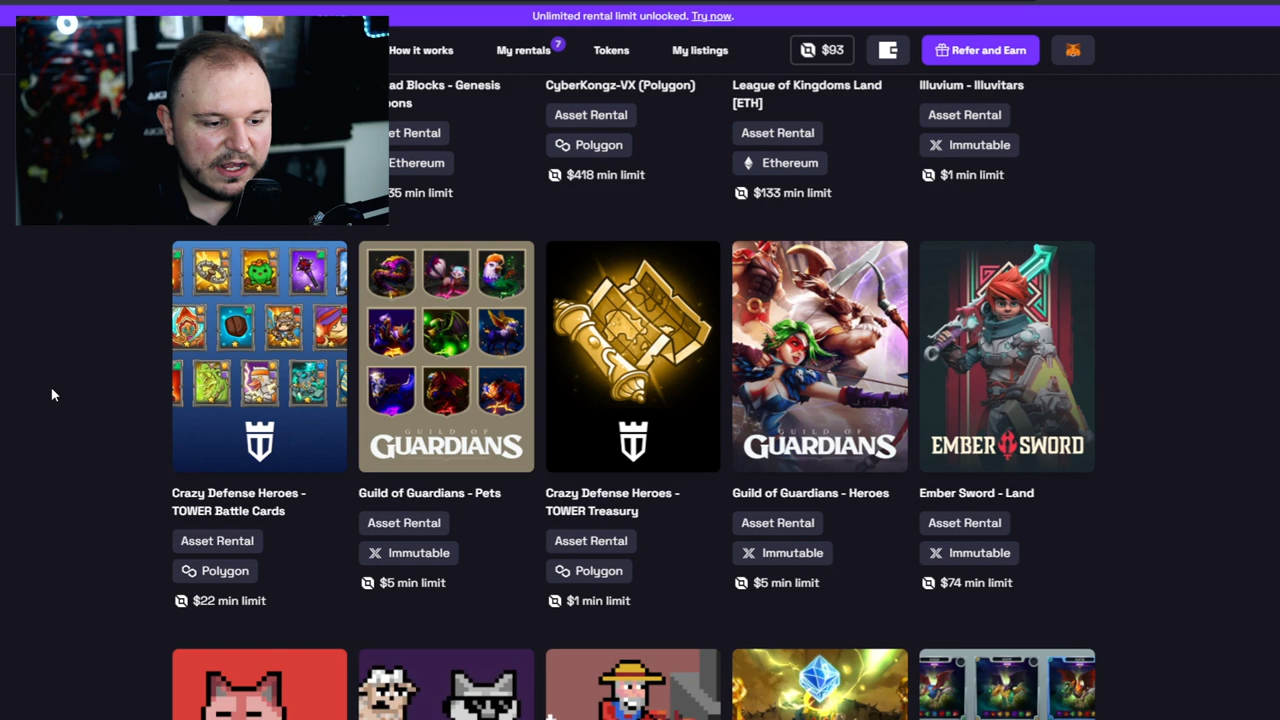 Unlimited rental limit unlocked. Try now.
How it works
My rentals 7
Tokens
My listings
$93
Refer and Earn
ad Blocks - Genesis
oons
et Rental
Ethereum
35 min limit
CyberKongz-VX (Polygon)
Asset Rental
Polygon
$418 min limit
League of Kingdoms Land
[ETH]
Asset Rental
Ethereum
$133 min limit
Illuvium - Illuvitars
Asset Rental
Immutable
$1 min limit
GUILD OF
GUARDIANS
GUILD OF
GUARDIANS
EMBER SWORD
Crazy Defense Heroes -
TOWER Battle Cards
Asset Rental
Polygon
$22 min limit
Guild of Guardians - Pets
Asset Rental
Immutable
$5 min limit
Crazy Defense Heroes -
TOWER Treasury
Asset Rental
Polygon
$1 min limit
Guild of Guardians - Heroes
Asset Rental
Immutable
$5 min limit
Ember Sword - Land
Asset Rental
Immutable
$74 min limit